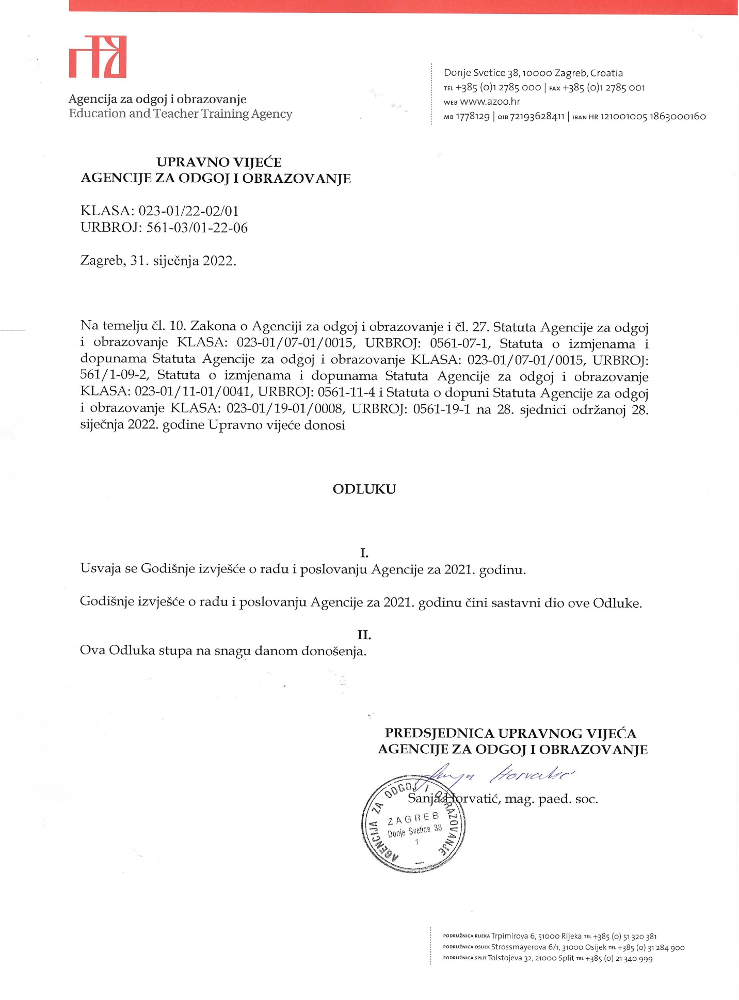 Agencija za odgoj i obrazovanje
Education and Teacher Training Agency
Donje Svetice 38, 10000 Zagreb, Croatia
TEL +385 (0)1 2785 000 | FAX +385 (0)1 2785 001
WEB www.azoo.hr
MB 1778129 | OIB 72193628411 | IBAN HR 121001005 1863000160
UPRAVNO VIJEĆE
AGENCIJE ZA ODGOJ I OBRAZOVANJE
KLASA: 023-01/22-02/01
URBROJ: 561-03/01-22-06
Zagreb, 31. siječnja 2022.
Na temelju čl. 10. Zakona o Agenciji za odgoj i obrazovanje i čl. 27. Statuta Agencije za odgoj
i obrazovanje KLASA: 023-01/07-01/0015, URBROJ: 0561-07-1, Statuta o izmjenama i
dopunama Statuta Agencije za odgoj i obrazovanje KLASA: 023-01/07-01/0015, URBROJ:
561/1-09-2, Statuta o izmjenama i dopunama Statuta Agencije za odgoj i obrazovanje
KLASA: 023-01/11-01/0041, URBROJ: 0561-11-4 i Statuta o dopuni Statuta Agencije za odgoj
i obrazovanje KLASA: 023-01/19-01/0008, URBROJ: 0561-19-1 na 28. sjednici održanoj 28.
siječnja 2022. godine Upravno vijeće donosi
ODLUKU
I.
Usvaja se Godišnje izvješće o radu i poslovanju Agencije za 2021. godinu.
Godišnje izvješće o radu i poslovanju Agencije za 2021. godinu čini sastavni dio ove Odluke.
II.
Ova Odluka stupa na snagu danom donošenja.
PREDSJEDNICA UPRAVNOG VIJEĆA
AGENCIJE ZA ODGOJ I OBRAZOVANJE
Sanja Horvatić
Sanja Horvatić, mag. paed. soc.
AGENCIJA ZA ODGOJ I OBRAZOVANJE
ZAGREB
Donje Svetice 38
1
PODRUŽNICA RIJEKA Trpimirova 6, 51000 Rijeka TEL +385 (0) 51 320 381
PODRUŽNICA OSIJEK Strossmayerova 6/1, 31000 Osijek TEL +385 (0) 31 284 900
PODRUŽNICA SPLIT Tolstojeva 32, 21000 Split TEL +385 (0) 21 340 999